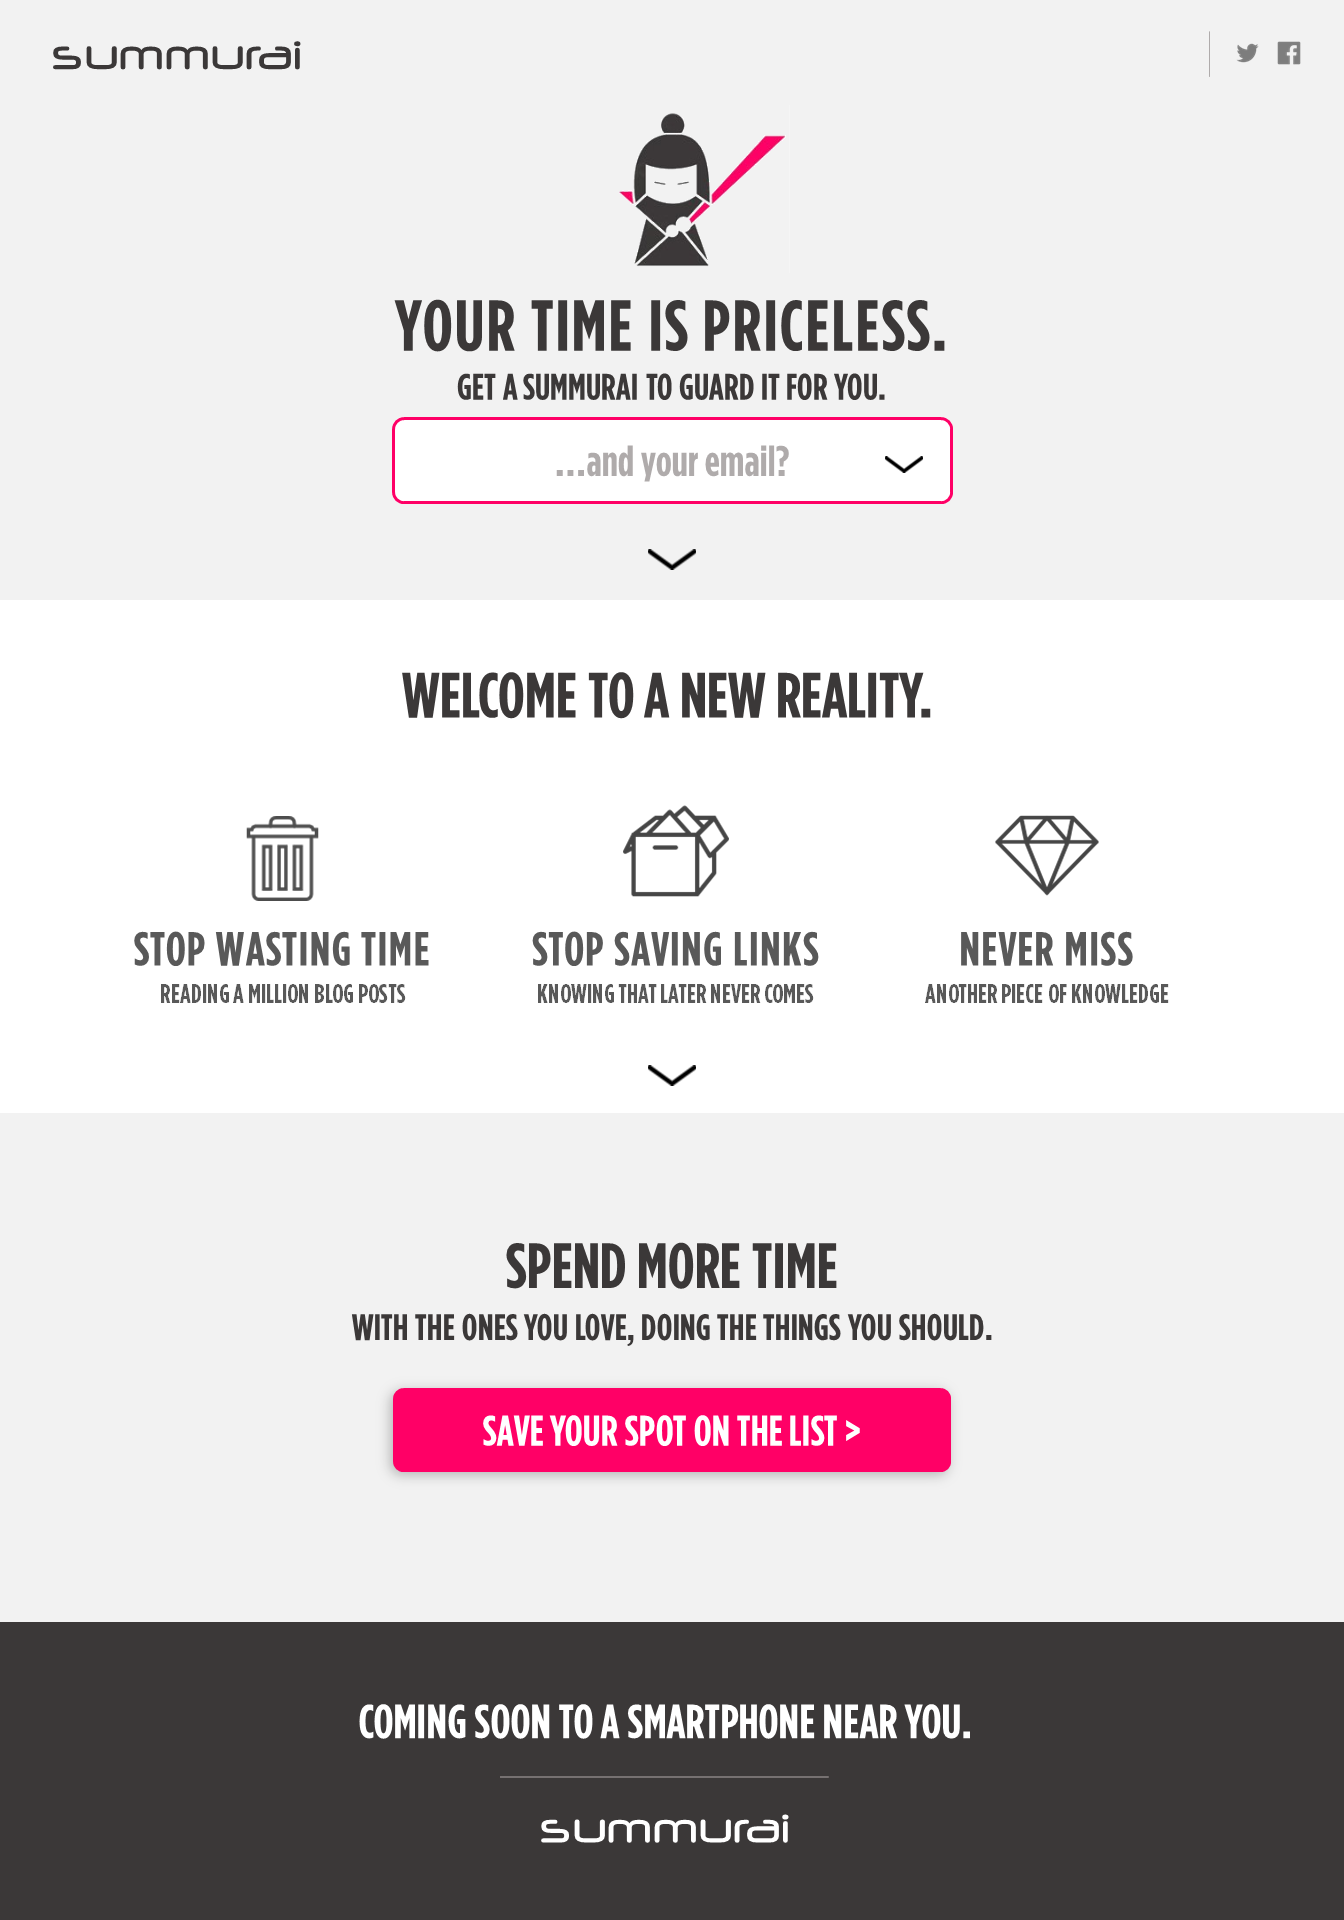 summurai
YOUR TIME IS PRICELESS.
GET A SUMMURAI TO GUARD IT FOR YOU.
...and your email?
WELCOME TO A NEW REALITY.
STOP WASTING TIME
READING A MILLION BLOG POSTS
STOP SAVING LINKS
KNOWING THAT LATER NEVER COMES
NEVER MISS
ANOTHER PIECE OF KNOWLEDGE
SPEND MORE TIME
WITH THE ONES YOU LOVE, DOING THE THINGS YOU SHOULD.
SAVE YOUR SPOT ON THE LIST >
COMING SOON TO A SMARTPHONE NEAR YOU.
summurai